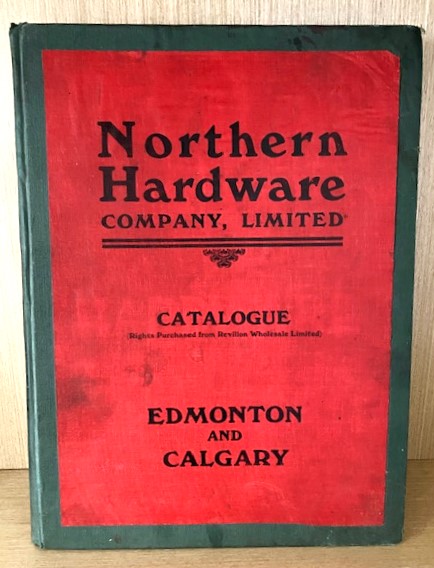 Northern
Hardware
COMPANY, LIMITED
CATALOGUE
(Rights Purchased from Revillon Wholesale Limited)
EDMONTON
AND
CALGARY